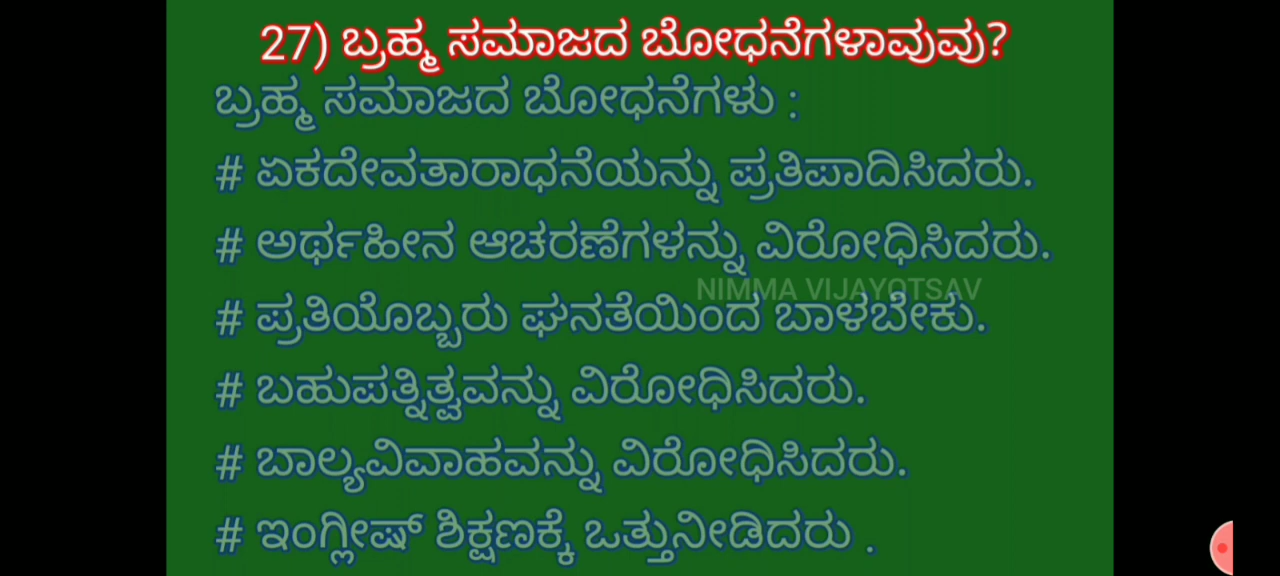 27) ಬ್ರಹ್ಮ ಸಮಾಜದ ಬೋಧನೆಗಳಾವುವು?
ಬ್ರಹ್ಮ ಸಮಾಜದ ಬೋಧನೆಗಳು :
# ಏಕದೇವತಾರಾಧನೆಯನ್ನು ಪ್ರತಿಪಾದಿಸಿದರು.
# ಅರ್ಥಹೀನ ಆಚರಣೆಗಳನ್ನು ವಿರೋಧಿಸಿದರು.
NIMMA VIJAYOTSAV
# ಪ್ರತಿಯೊಬ್ಬರು ಘನತೆಯಿಂದ ಬಾಳಬೇಕು.
# ಬಹುಪತ್ನಿತ್ವವನ್ನು ವಿರೋಧಿಸಿದರು.
# ಬಾಲ್ಯವಿವಾಹವನ್ನು ವಿರೋಧಿಸಿದರು.
# ಇಂಗ್ಲೀಷ್ ಶಿಕ್ಷಣಕ್ಕೆ ಒತ್ತುನೀಡಿದರು .